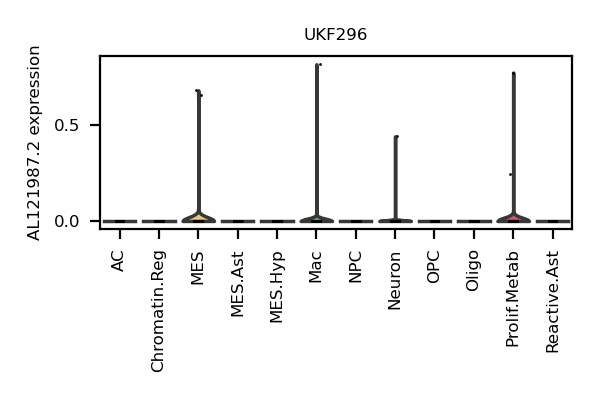 UKF296
AL121987.2 expression
0.5
0.0
AC
Chromatin.Reg
MES
MES.Ast
MES.Hyp
Mac
NPC
Neuron
OPC
Oligo
Prolif.Metab
Reactive.Ast